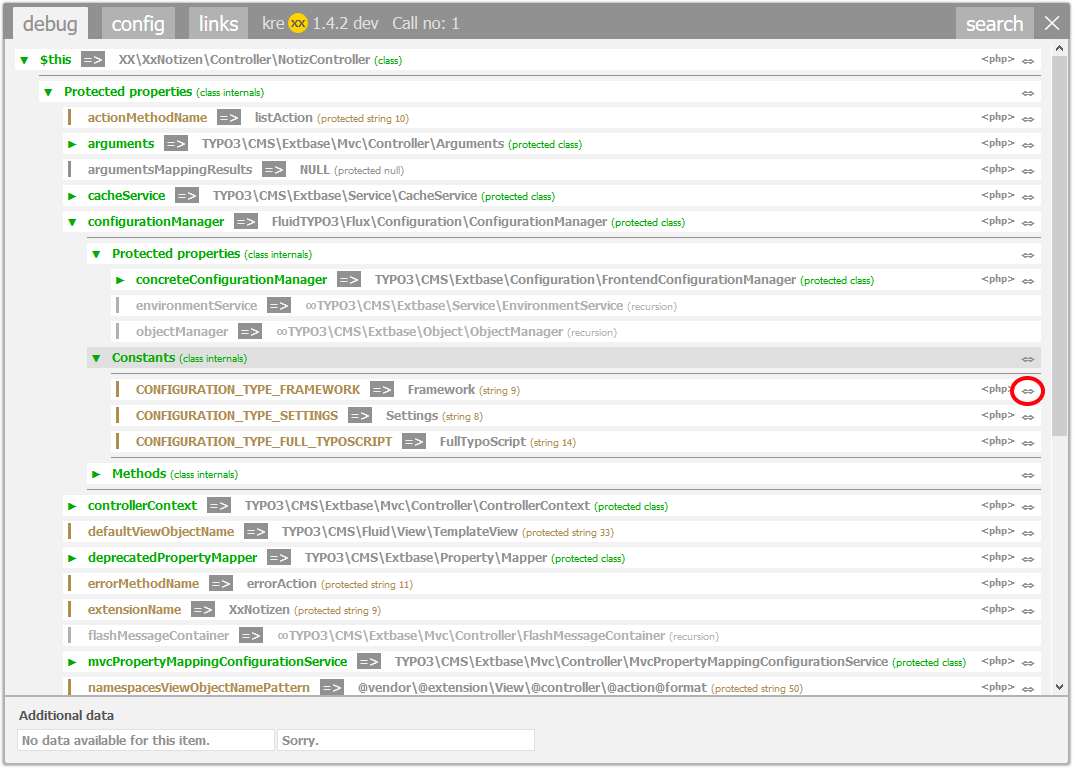 debug config links kre XX 1.4.2 dev Call no: 1 search
$this => XX\XxNotizen\Controller\NotizController (class) <php>
Protected properties (class internals)
actionMethodName => listAction (protected string 10) <php>
arguments => TYPO3\CMS\Extbase\Mvc\Controller\Arguments (protected class) <php>
argumentsMappingResults => NULL (protected null) <php>
cacheService => TYPO3\CMS\Extbase\Service\CacheService (protected class) <php>
configurationManager => FluidTYPO3\Flux\Configuration\ConfigurationManager (protected class) <php>
Protected properties (class internals)
concreteConfigurationManager => TYPO3\CMS\Extbase\Configuration\FrontendConfigurationManager (protected class) <php>
environmentService => ∞TYPO3\CMS\Extbase\Service\EnvironmentService (recursion)
objectManager => ∞TYPO3\CMS\Extbase\Object\ObjectManager (recursion)
Constants (class internals)
CONFIGURATION_TYPE_FRAMEWORK => Framework (string 9) <php>
CONFIGURATION_TYPE_SETTINGS => Settings (string 8) <php>
CONFIGURATION_TYPE_FULL_TYPOSCRIPT => FullTypoScript (string 14) <php>
Methods (class internals)
controllerContext => TYPO3\CMS\Extbase\Mvc\Controller\ControllerContext (protected class) <php>
defaultViewObjectName => TYPO3\CMS\Fluid\View\TemplateView (protected string 33) <php>
deprecatedPropertyMapper => TYPO3\CMS\Extbase\Property\Mapper (protected class) <php>
errorMethodName => errorAction (protected string 11) <php>
extensionName => XxNotizen (protected string 9) <php>
flashMessageContainer => ∞TYPO3\CMS\Extbase\Mvc\Controller\FlashMessageContainer (recursion)
mvcPropertyMappingConfigurationService => TYPO3\CMS\Extbase\Mvc\Controller\MvcPropertyMappingConfigurationService (protected class) <php>
namespacesViewObjectNamePattern => @vendor\@extension\View\@controller\@action@format (protected string 50) <php>
Additional data
No data available for this item. Sorry.